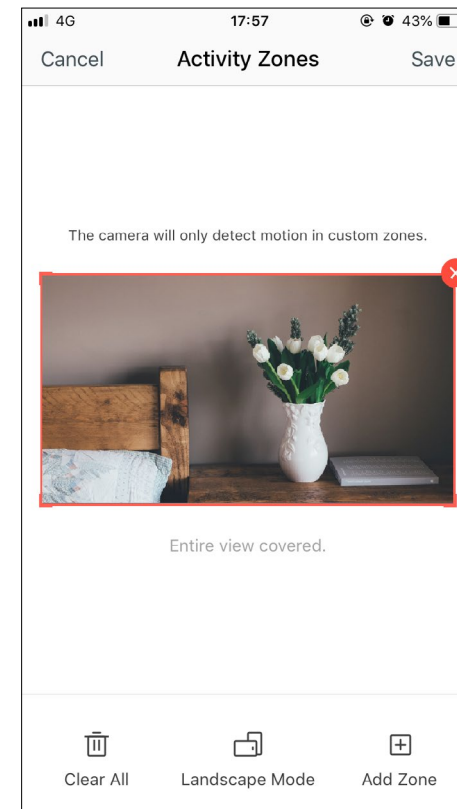 4G 17:57 43%
Cancel Activity Zones Save
The camera will only detect motion in custom zones.
Entire view covered.
Clear All Landscape Mode Add Zone